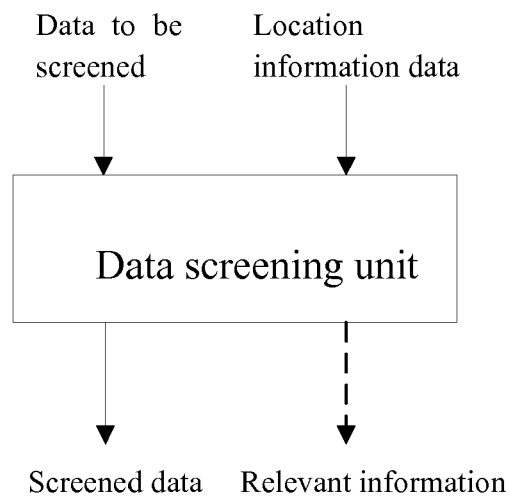 Data to be
screened
Location
information data
Data screening unit
Screened data
Relevant information